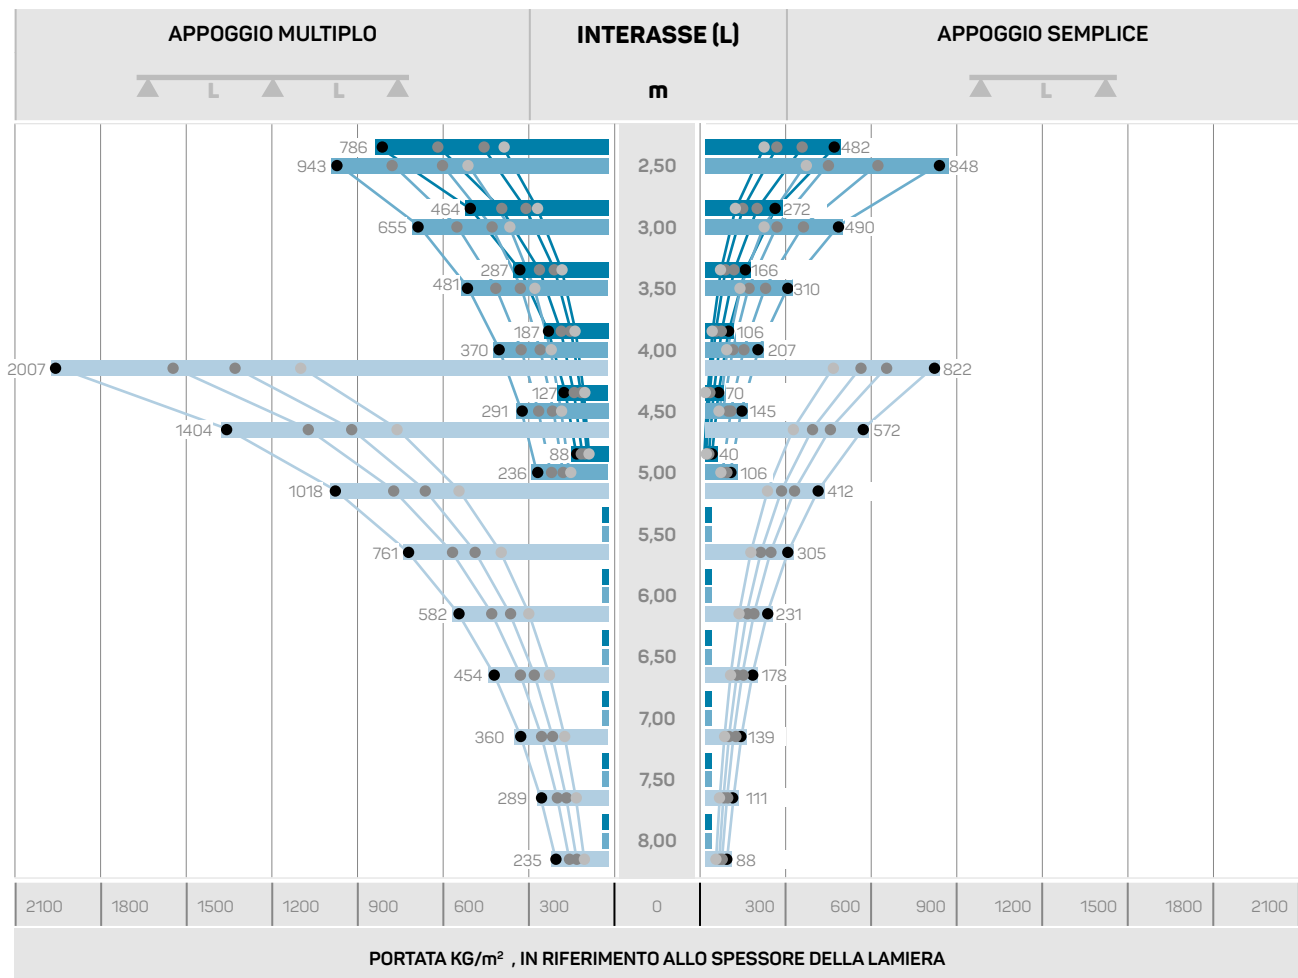 APPOGGIO MULTIPLO
INTERASSE (L)
APPOGGIO SEMPLICE
L L
m
L
786 482
943 2,50 848
464 272
655 3,00 490
287 166
481 3,50 310
187 106
370 4,00 207
2007 822
127 70
291 4,50 145
1404 572
88 40
236 5,00 106
1018 412
5,50
761 305
6,00
582 231
6,50
454 178
7,00
360 139
7,50
289 111
8,00
235 88
2100 1800 1500 1200 900 600 300 0 300 600 900 1200 1500 1800 2100
PORTATA KG/m² , IN RIFERIMENTO ALLO SPESSORE DELLA LAMIERA